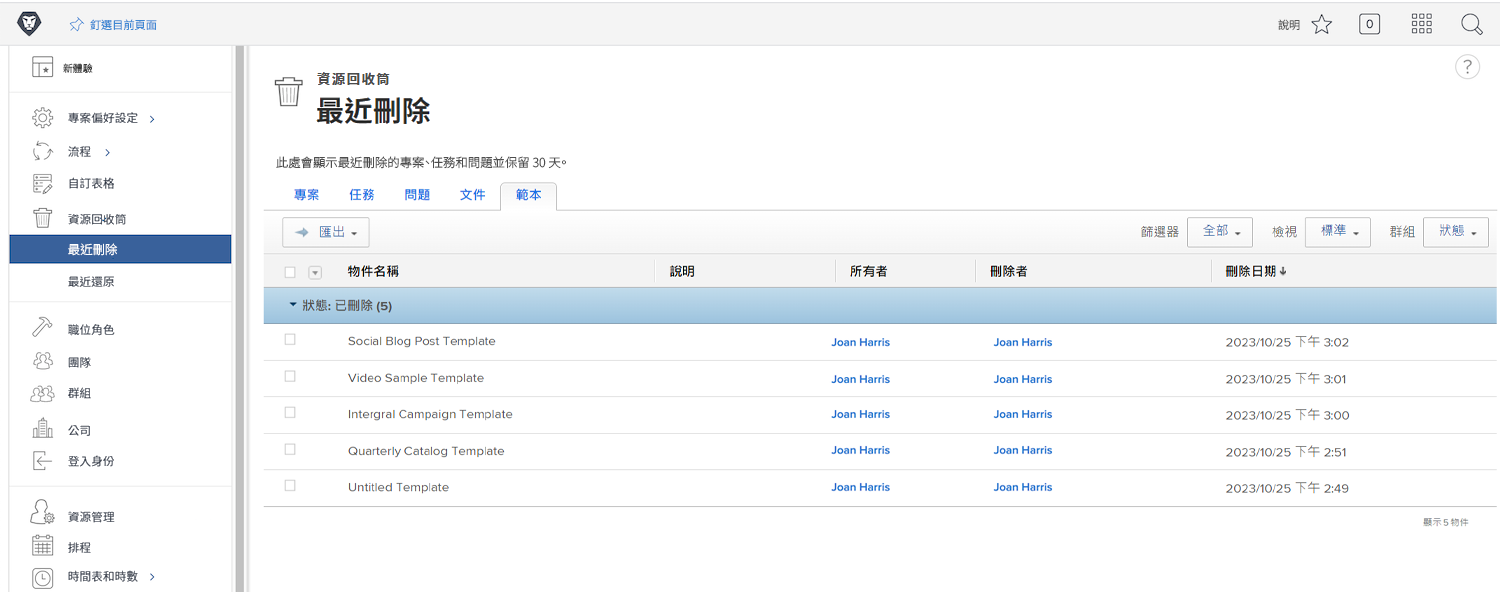 釘選目前頁面
說明
0
新體驗
專案偏好設定
流程
自訂表格
資源回收筒
最近刪除
最近還原
職位角色
團隊
群組
公司
登入身份
資源管理
排程
時間表和時數
資源回收筒
最近刪除
?
此處會顯示最近刪除的專案、任務和問題並保留 30 天。
專案 任務 問題 文件 範本
匯出 篩選器 全部 檢視 標準 群組 狀態
物件名稱 說明 所有者 刪除者 刪除日期
狀態: 已刪除 (5)
Social Blog Post Template Joan Harris Joan Harris 2023/10/25 下午 3:02
Video Sample Template Joan Harris Joan Harris 2023/10/25 下午 3:01
Intergral Campaign Template Joan Harris Joan Harris 2023/10/25 下午 3:00
Quarterly Catalog Template Joan Harris Joan Harris 2023/10/25 下午 2:51
Untitled Template Joan Harris Joan Harris 2023/10/25 下午 2:49
顯示 5 物件